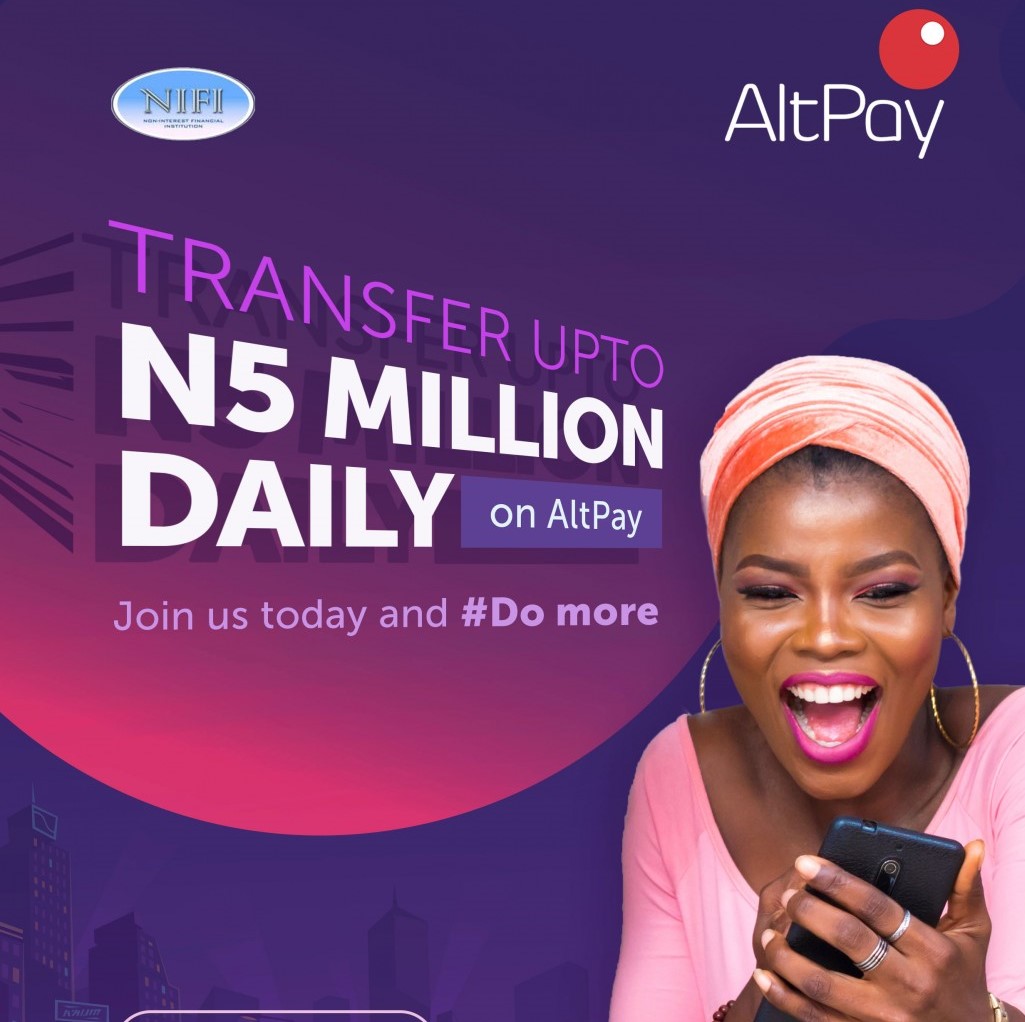 NIFI
NON-INTEREST FINANCIAL
INSTITUTION
AltPay
TRANSFER UPTO
N5 MILLION
DAILY
on AltPay
Join us today and #Do more